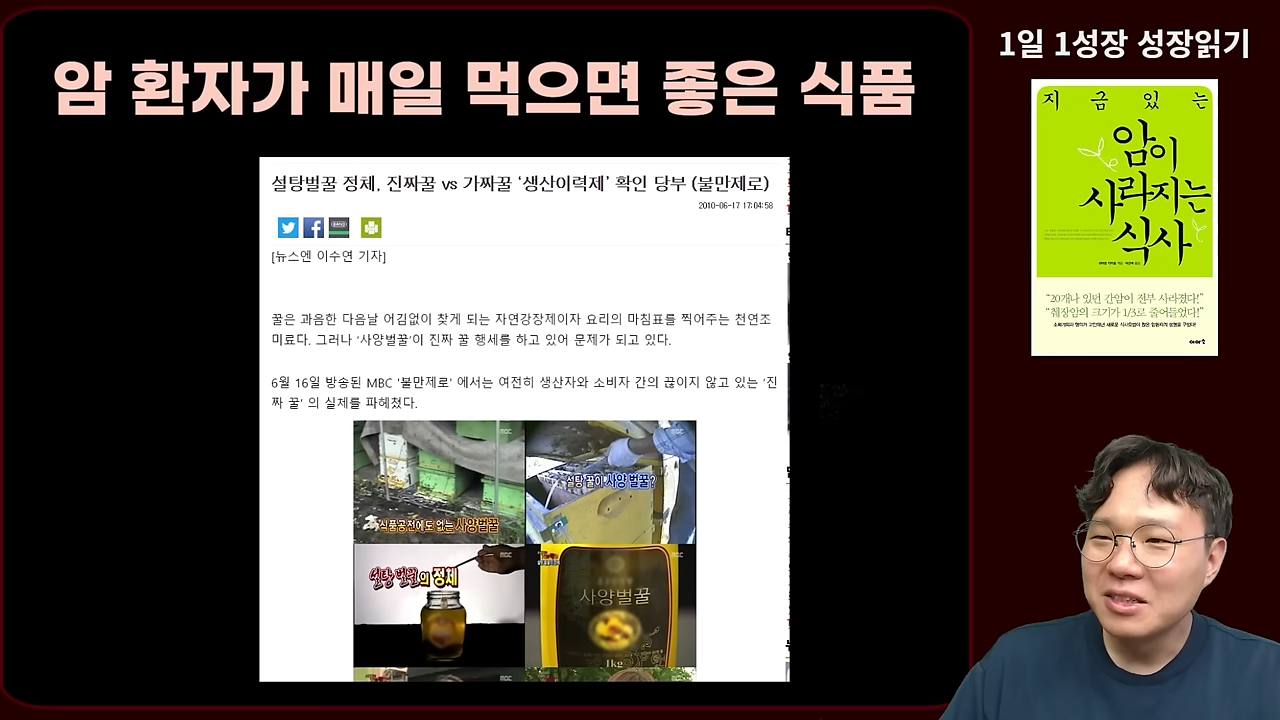 암 환자가 매일 먹으면 좋은 식품
1일 1성장 성장읽기
지금있는
암이
사라지는
식사
“20개나 있던 간암이 전부 사라졌다!”
“췌장암의 크기가 1/3로 줄어들었다!”
설탕벌꿀 정체, 진짜꿀 vs 가짜꿀 ‘생산이력제’ 확인 당부 (불만제로)
2010-06-17 17:04:58
[뉴스엔 이수연 기자]
꿀은 과음한 다음날 어김없이 찾게 되는 자연강장제이자 요리의 마침표를 찍어주는 천연조
미료다. 그러나 ‘사양벌꿀’이 진짜 꿀 행세를 하고 있어 문제가 되고 있다.
6월 16일 방송된 MBC '불만제로' 에서는 여전히 생산자와 소비자 간의 끊이지 않고 있는 ‘진
짜 꿀’ 의 실체를 파헤쳤다.
식품공전에도 없는 사양벌꿀
설탕 꿀이 사양 벌꿀?
설탕 벌꿀의 정체
사양벌꿀
1kg
MBC
MBC
MBC
MBC